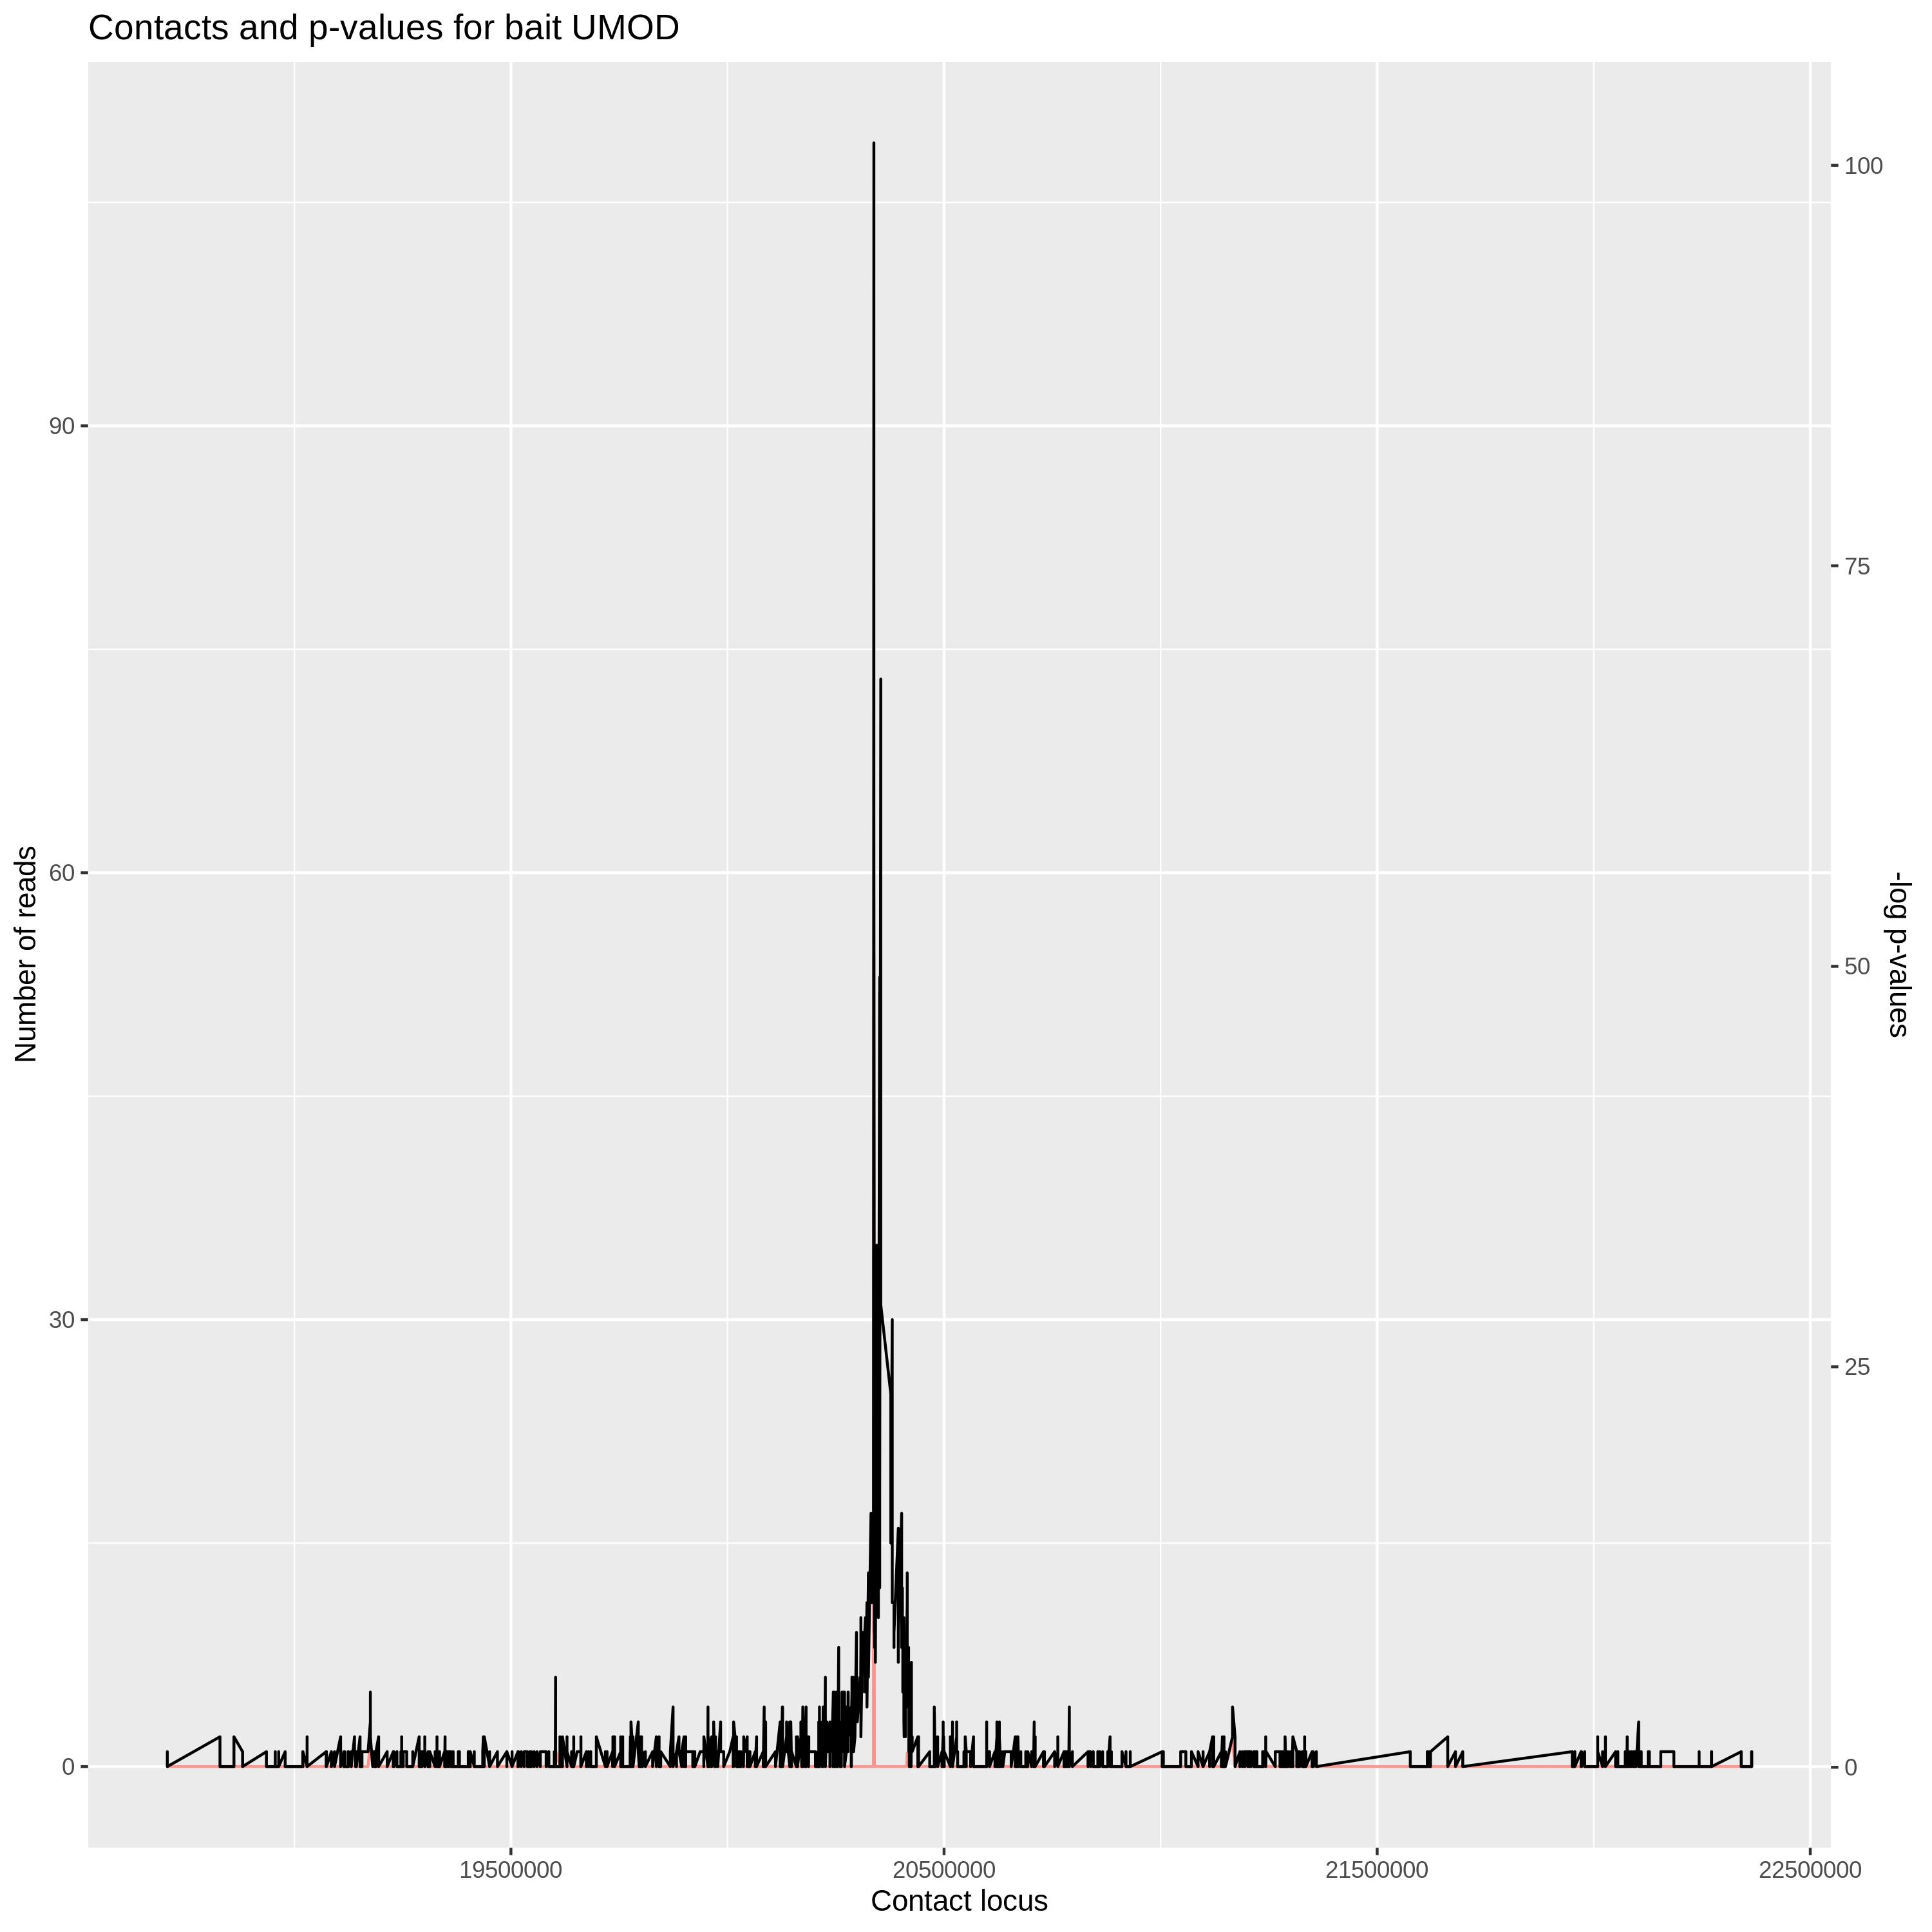 Contacts and p-values for bait UMOD
100
90
75
60
50
30
25
0
0
Number of reads
-log p-values
19500000 20500000 21500000 22500000
Contact locus